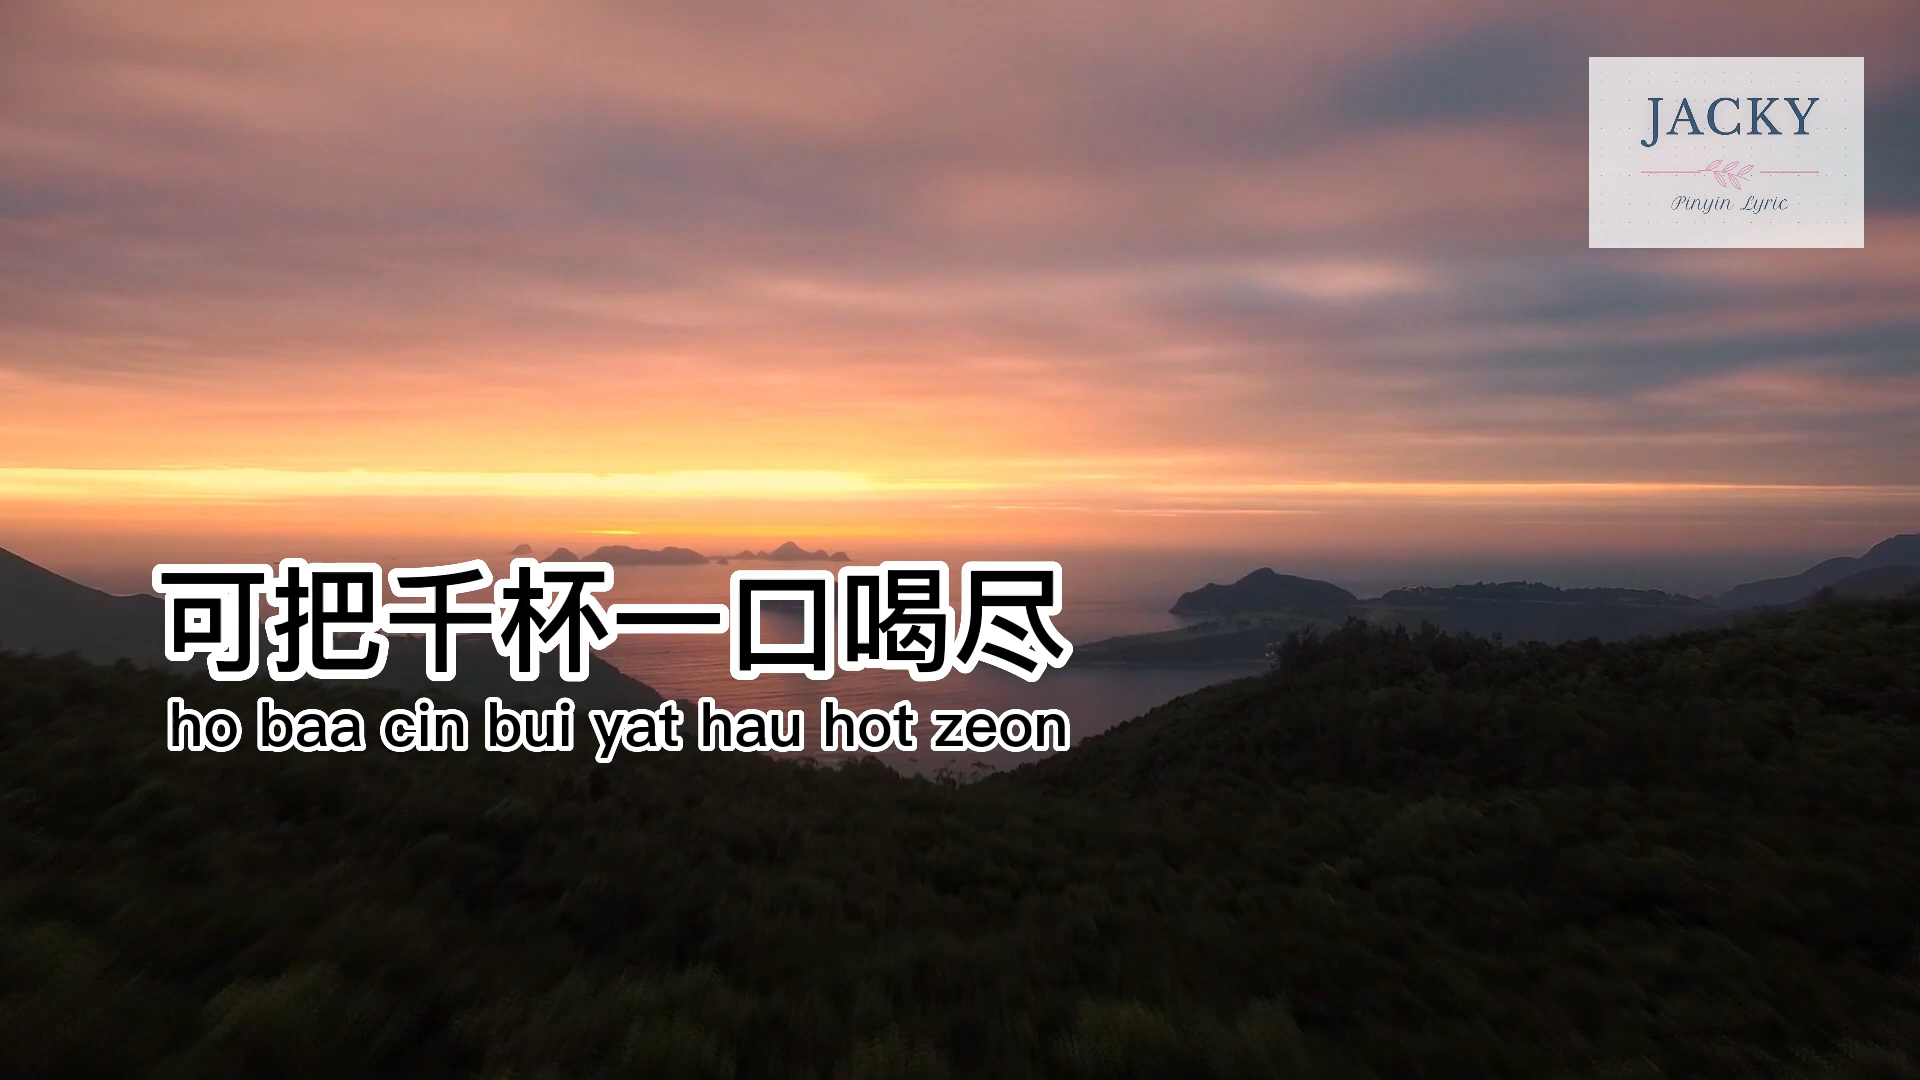 JACKY
Pinyin Lyric
可把千杯一口喝尽
ho baa cin bui yat hau hot zeon